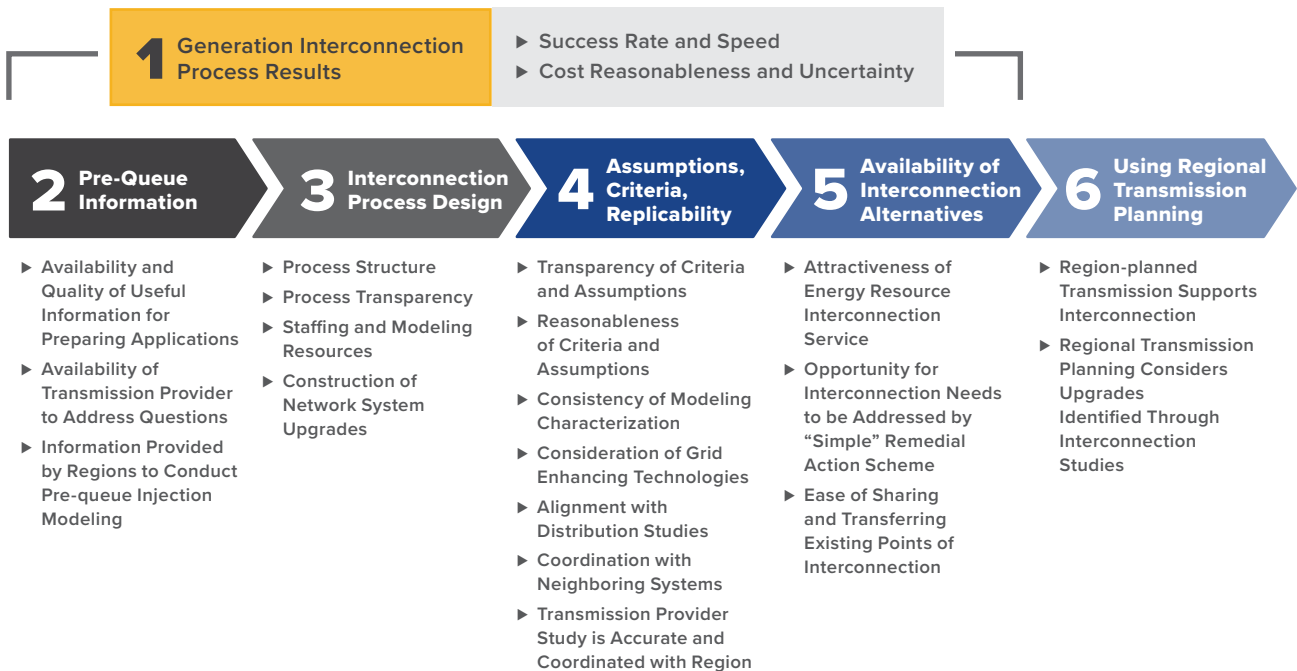 1 Generation Interconnection
Process Results
▶ Success Rate and Speed
▶ Cost Reasonableness and Uncertainty
2 Pre-Queue
Information
▶ Availability and
Quality of Useful
Information for
Preparing Applications
▶ Availability of
Transmission Provider
to Address Questions
▶ Information Provided
by Regions to Conduct
Pre-queue Injection
Modeling
3 Interconnection
Process Design
▶ Process Structure
▶ Process Transparency
▶ Staffing and Modeling
Resources
▶ Construction of
Network System
Upgrades
4 Assumptions,
Criteria,
Replicability
▶ Transparency of Criteria
and Assumptions
▶ Reasonableness
of Criteria and
Assumptions
▶ Consistency of Modeling
Characterization
▶ Consideration of Grid
Enhancing Technologies
▶ Alignment with
Distribution Studies
▶ Coordination with
Neighboring Systems
▶ Transmission Provider
Study is Accurate and
Coordinated with Region
5 Availability of
Interconnection
Alternatives
▶ Attractiveness of
Energy Resource
Interconnection
Service
▶ Opportunity for
Interconnection Needs
to be Addressed by
“Simple” Remedial
Action Scheme
▶ Ease of Sharing
and Transferring
Existing Points of
Interconnection
6 Using Regional
Transmission
Planning
▶ Region-planned
Transmission Supports
Interconnection
▶ Regional Transmission
Planning Considers
Upgrades
Identified Through
Interconnection
Studies